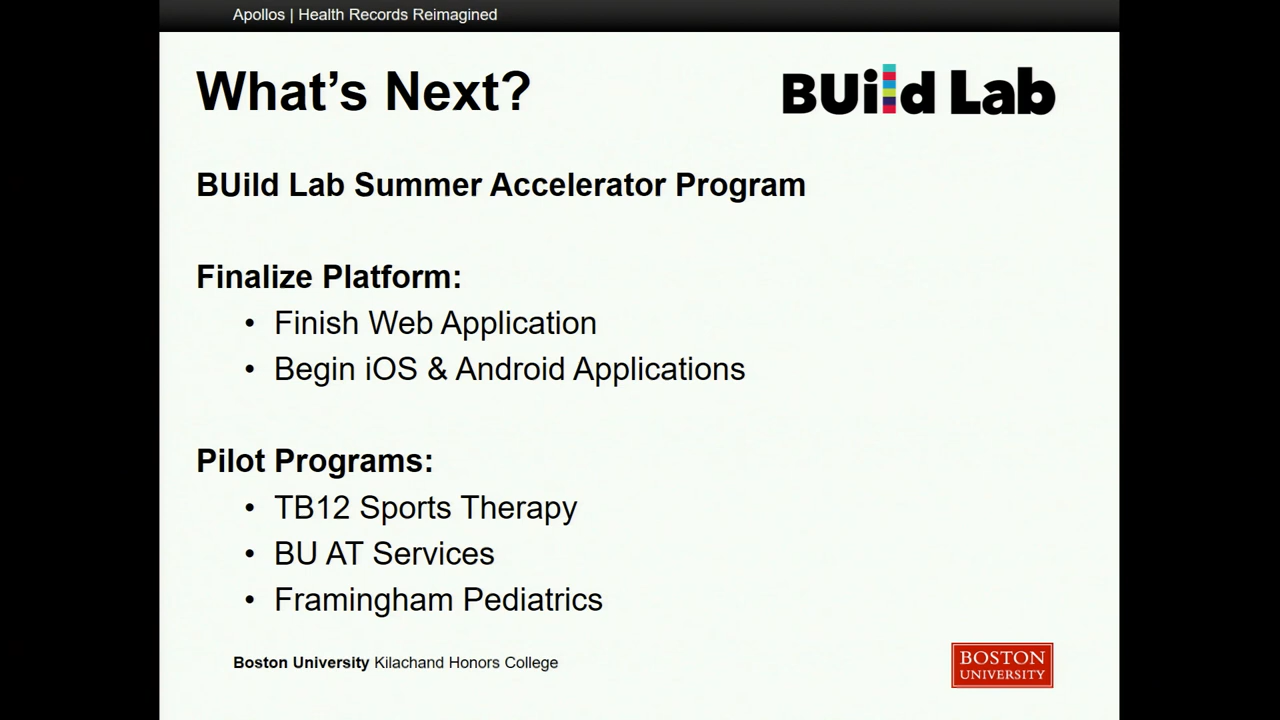 Apollos | Health Records Reimagined
What's Next?
BUild Lab
BUild Lab Summer Accelerator Program
Finalize Platform:
• Finish Web Application
• Begin iOS & Android Applications
Pilot Programs:
• TB12 Sports Therapy
• BU AT Services
• Framingham Pediatrics
Boston University Kilachand Honors College
BOSTON
UNIVERSITY